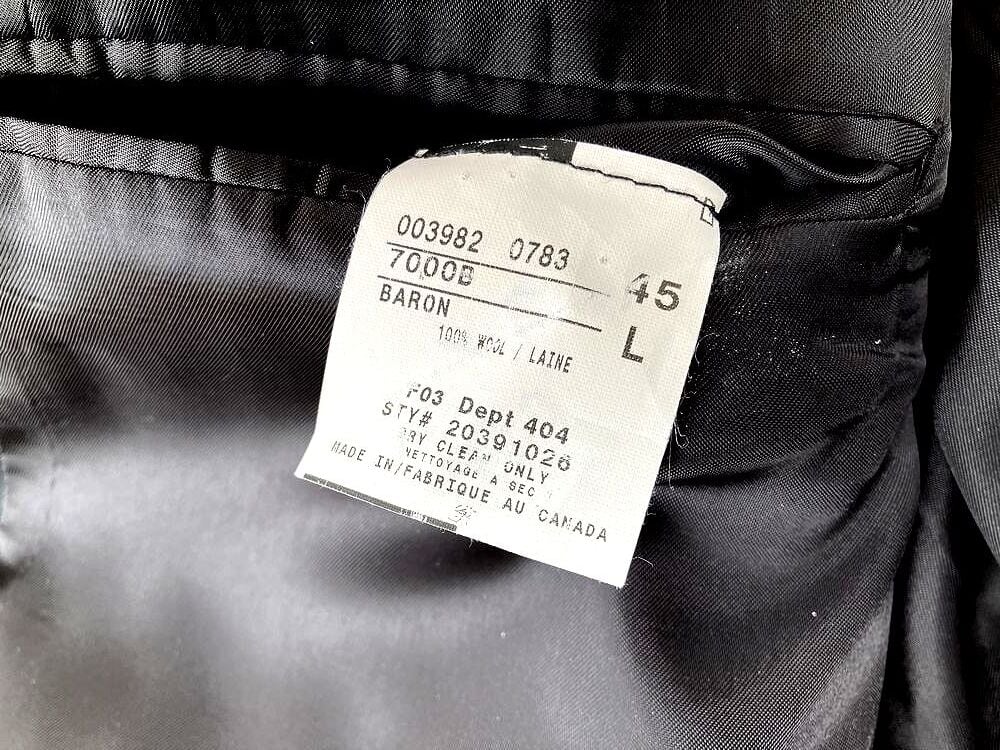 003982 0783
7000B
45
BARON
L
100% WOOL / LAINE
F03 Dept 404
STY# 20391026
DRY CLEAN ONLY
NETTOYAGE A SEC
MADE IN/FABRIQUE AU CANADA